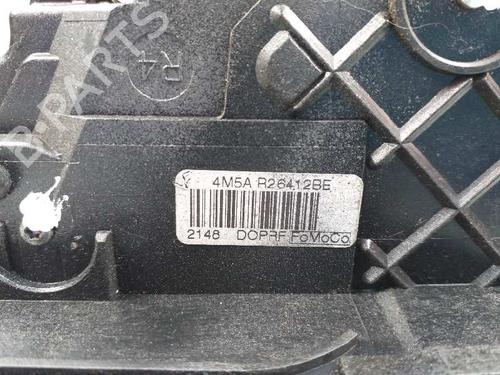 B-PARTS
R4
4M5A R26412BE
2148 DOPRF FoMoCo